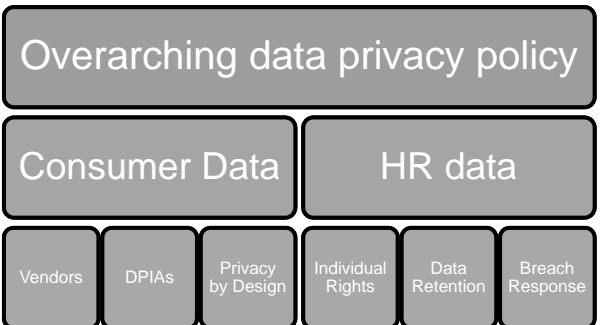 Overarching data privacy policy
Consumer Data
HR data
Vendors
DPIAs
Privacy
by Design
Individual
Rights
Data
Retention
Breach
Response